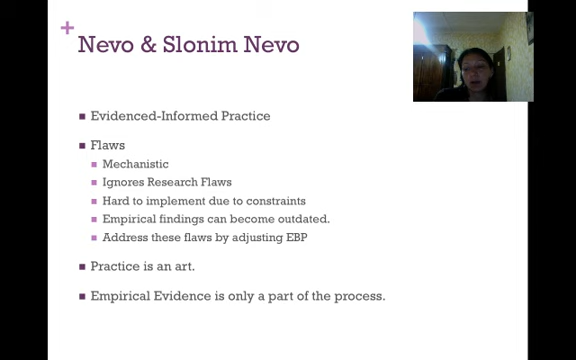 +
Nevo & Slonim Nevo
Evidenced-Informed Practice
Flaws
Mechanistic
Ignores Research Flaws
Hard to implement due to constraints
Empirical findings can become outdated.
Address these flaws by adjusting EBP
Practice is an art.
Empirical Evidence is only a part of the process.